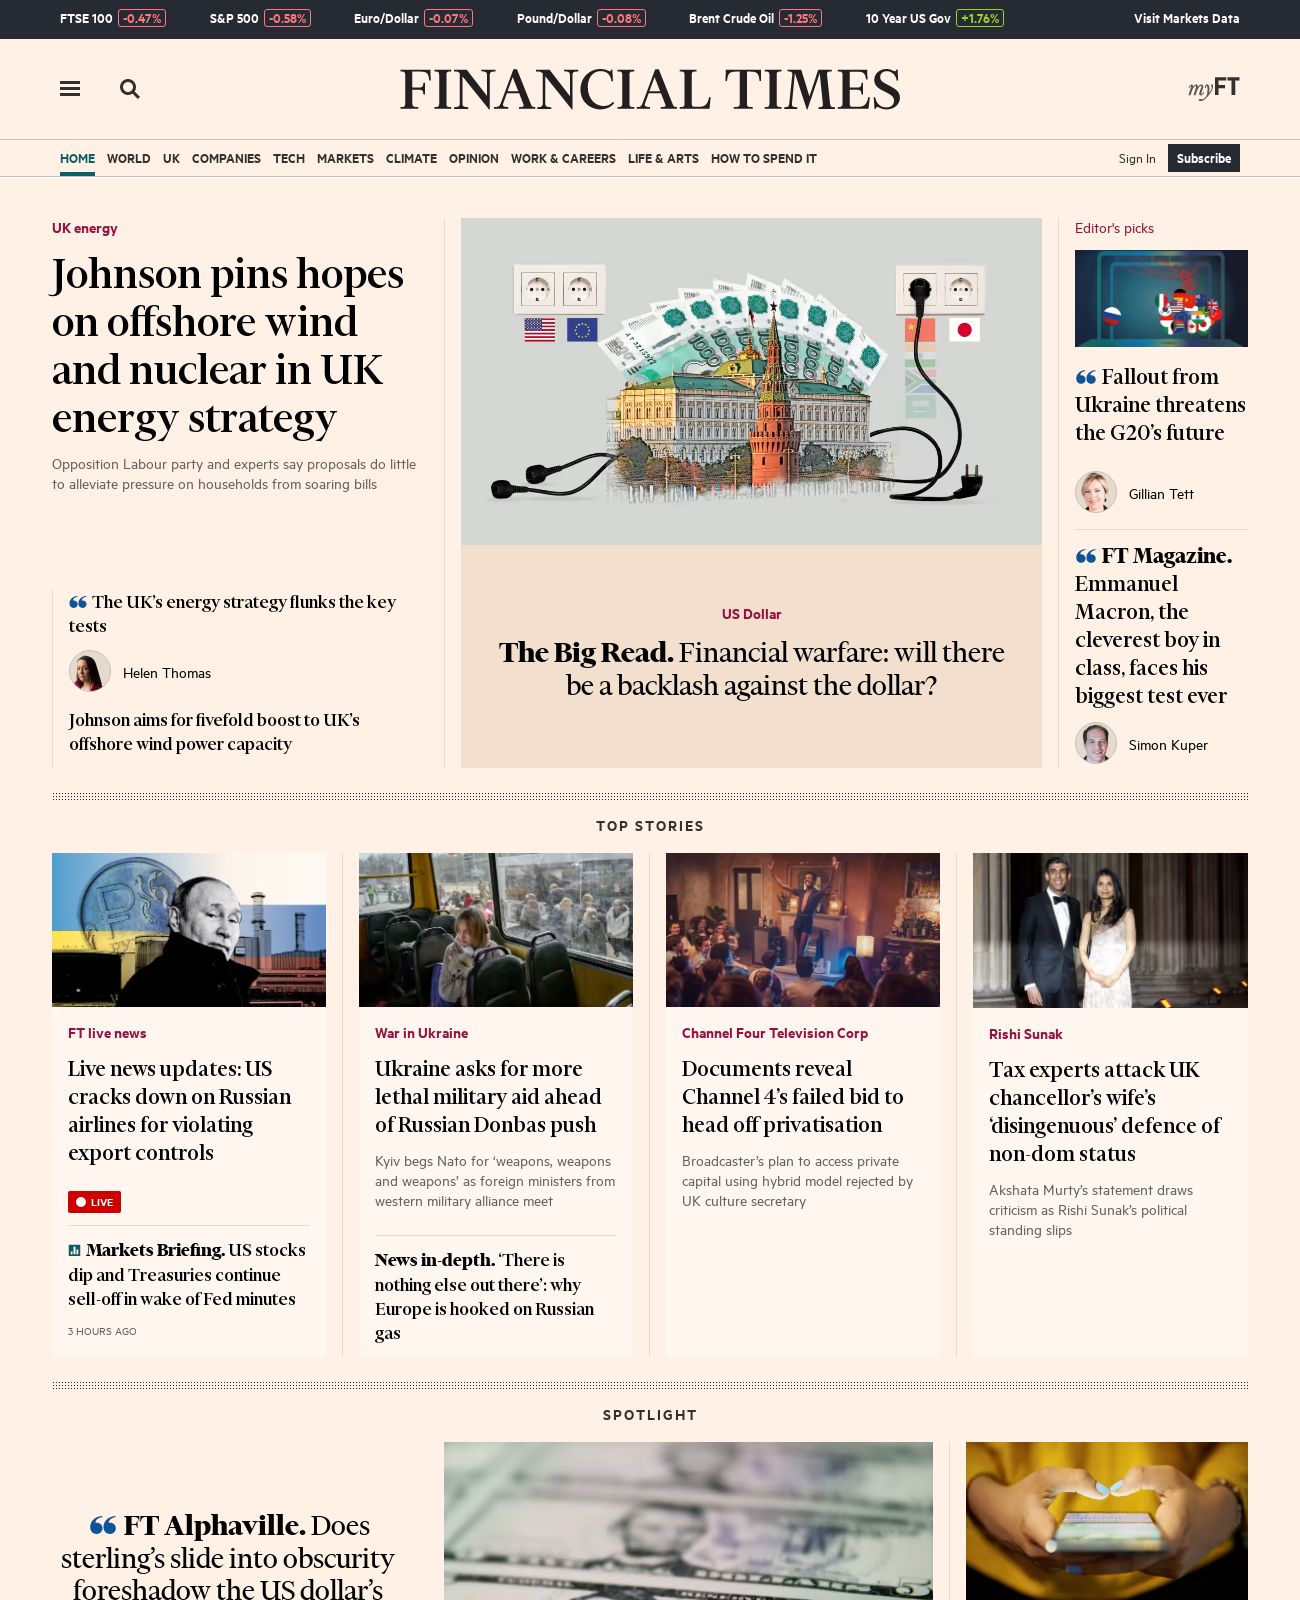 FTSE 100 -0.47% S&P 500 -0.58% Euro/Dollar -0.07% Pound/Dollar -0.08% Brent Crude Oil -1.25% 10 Year US Gov +1.76% Visit Markets Data
FINANCIAL TIMES
myFT
HOME WORLD UK COMPANIES TECH MARKETS CLIMATE OPINION WORK & CAREERS LIFE & ARTS HOW TO SPEND IT Sign In Subscribe
UK energy
Johnson pins hopes
on offshore wind
and nuclear in UK
energy strategy
Opposition Labour party and experts say proposals do little
to alleviate pressure on households from soaring bills
“ The UK’s energy strategy flunks the key
tests
Helen Thomas
Johnson aims for fivefold boost to UK’s
offshore wind power capacity
US Dollar
The Big Read. Financial warfare: will there
be a backlash against the dollar?
Editor's picks
“ Fallout from
Ukraine threatens
the G20’s future
Gillian Tett
“ FT Magazine.
Emmanuel
Macron, the
cleverest boy in
class, faces his
biggest test ever
Simon Kuper
TOP STORIES
FT live news
Live news updates: US
cracks down on Russian
airlines for violating
export controls
LIVE
Markets Briefing. US stocks
dip and Treasuries continue
sell-off in wake of Fed minutes
3 HOURS AGO
War in Ukraine
Ukraine asks for more
lethal military aid ahead
of Russian Donbas push
Kyiv begs Nato for ‘weapons, weapons
and weapons’ as foreign ministers from
western military alliance meet
News in-depth. ‘There is
nothing else out there’: why
Europe is hooked on Russian
gas
Channel Four Television Corp
Documents reveal
Channel 4’s failed bid to
head off privatisation
Broadcaster’s plan to access private
capital using hybrid model rejected by
UK culture secretary
Rishi Sunak
Tax experts attack UK
chancellor’s wife’s
‘disingenuous’ defence of
non-dom status
Akshata Murty’s statement draws
criticism as Rishi Sunak’s political
standing slips
SPOTLIGHT
“ FT Alphaville. Does
sterling’s slide into obscurity
foreshadow the US dollar’s